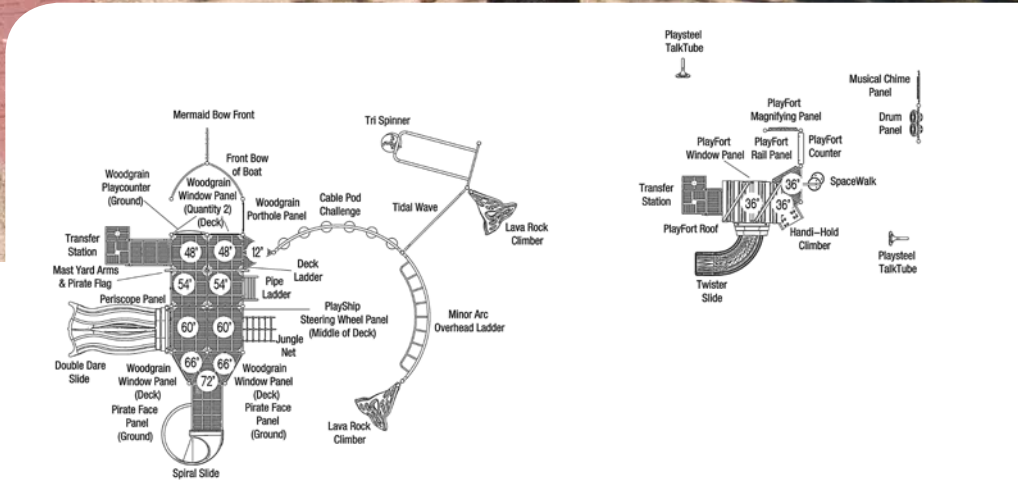 Playsteel
TalkTube
Musical Chime
Panel
Drum
Panel
PlayFort
Magnifying Panel
PlayFort
Window Panel
PlayFort
Rail Panel
PlayFort
Counter
Transfer
Station
36"
36"
36"
SpaceWalk
PlayFort Roof
Handi-Hold
Climber
Twister
Slide
Playsteel
TalkTube
Mermaid Bow Front
Tri Spinner
Front Bow
of Boat
Woodgrain
Playcounter
(Ground)
Woodgrain
Window Panel
(Quantity 2)
(Deck)
Woodgrain
Porthole Panel
Cable Pod
Challenge
Tidal Wave
Lava Rock
Climber
Transfer
Station
48"
48"
12"
Deck
Ladder
Mast Yard Arms
& Pirate Flag
54"
54"
Pipe
Ladder
Periscope Panel
PlayShip
Steering Wheel Panel
(Middle of Deck)
Minor Arc
Overhead Ladder
60"
60"
Jungle
Net
Double Dare
Slide
66"
66"
72"
Woodgrain
Window Panel
(Deck)
Pirate Face
Panel
(Ground)
Woodgrain
Window Panel
(Deck)
Pirate Face
Panel
(Ground)
Lava Rock
Climber
Spiral Slide